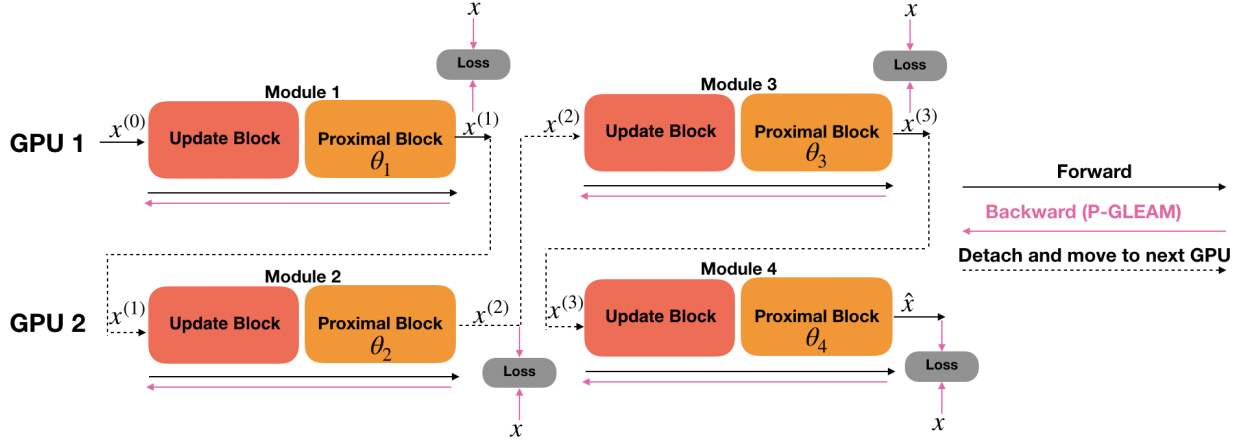 x
Loss
Module 1
GPU 1
x^{(0)}
Update Block
Proximal Block
θ_1
x^{(1)}
x
Loss
Module 3
x^{(2)}
Update Block
Proximal Block
θ_3
x^{(3)}
Forward
Backward (P-GLEAM)
Detach and move to next GPU
Module 2
GPU 2
x^{(1)}
Update Block
Proximal Block
θ_2
x^{(2)}
Loss
x
Module 4
x^{(3)}
Update Block
Proximal Block
θ_4
x̂
Loss
x